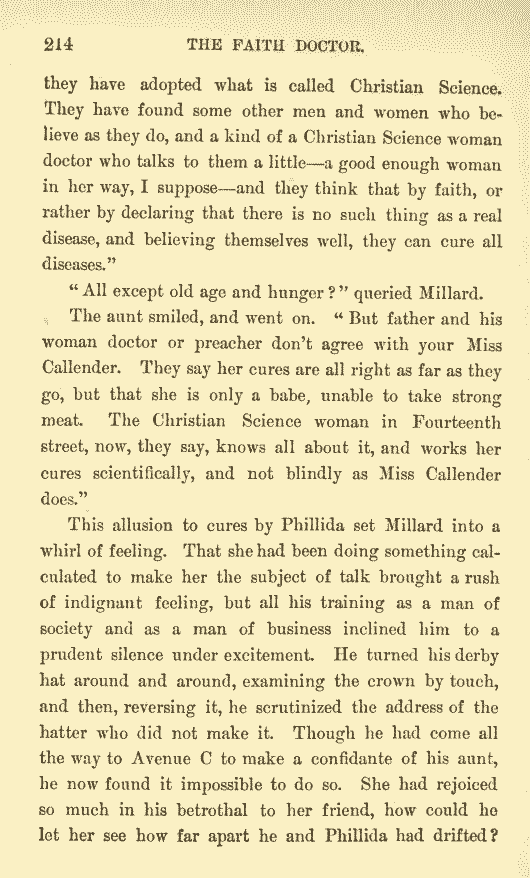 214 THE FAITH DOCTOR.
they have adopted what is called Christian Science.
They have found some other men and women who be-
lieve as they do, and a kind of a Christian Science woman
doctor who talks to them a little—a good enough woman
in her way, I suppose—and they think that by faith, or
rather by declaring that there is no such thing as a real
disease, and believing themselves well, they can cure all
diseases.”
“ All except old age and hunger ? ” queried Millard.
The aunt smiled, and went on. “ But father and his
woman doctor or preacher don’t agree with your Miss
Callender. They say her cures are all right as far as they
go, but that she is only a babe, unable to take strong
meat. The Christian Science woman in Fourteenth
street, now, they say, knows all about it, and works her
cures scientifically, and not blindly as Miss Callender
does.”
This allusion to cures by Phillida set Millard into a
whirl of feeling. That she had been doing something cal-
culated to make her the subject of talk brought a rush
of indignant feeling, but all his training as a man of
society and as a man of business inclined him to a
prudent silence under excitement. He turned his derby
hat around and around, examining the crown by touch,
and then, reversing it, he scrutinized the address of the
hatter who did not make it. Though he had come all
the way to Avenue C to make a confidante of his aunt,
he now found it impossible to do so. She had rejoiced
so much in his betrothal to her friend, how could he
let her see how far apart he and Phillida had drifted ?